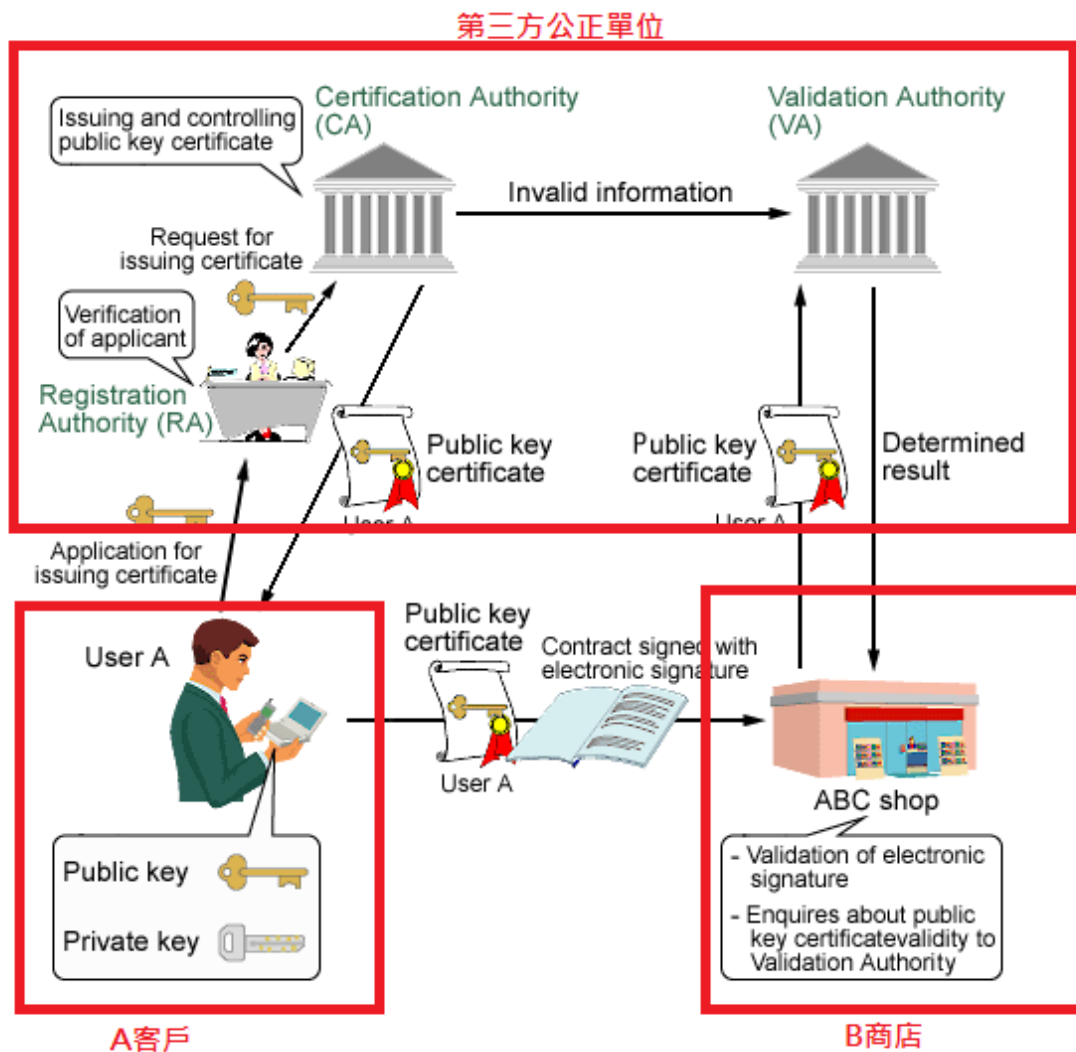 第三方公正單位
Certification Authority
(CA)
Validation Authority
(VA)
Issuing and controlling
public key certificate
Invalid information
Request for
issuing certificate
Verification
of applicant
Registration
Authority (RA)
Public key
certificate
User A
Public key
certificate
User A
Determined
result
Application for
issuing certificate
User A
Public key
certificate
User A
Contract signed with
electronic signature
ABC shop
Public key
Private key
- Validation of electronic
signature
- Enquires about public
key certificatevalidity to
Validation Authority
A客戶
B商店